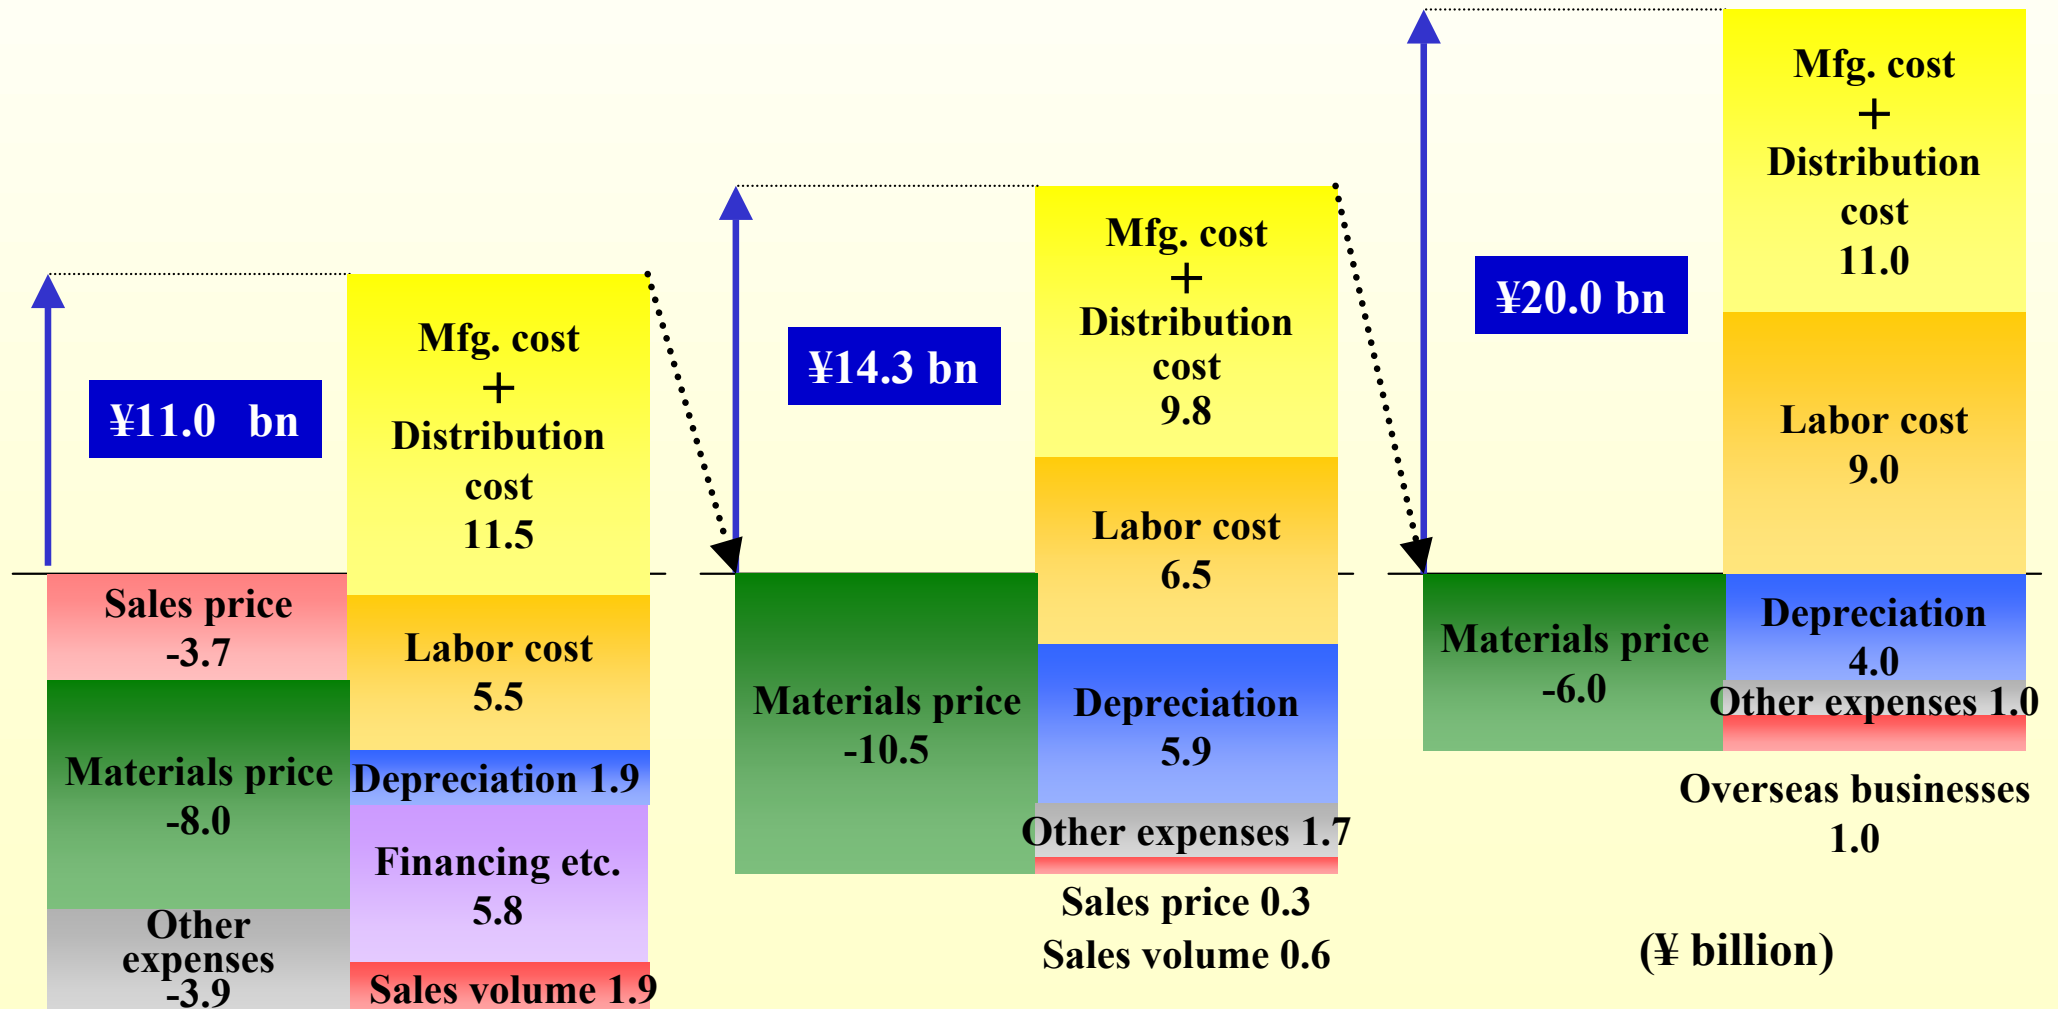 ¥11.0 bn
Sales price
-3.7
Materials price
-8.0
Other
expenses
-3.9
Mfg. cost
+
Distribution
cost
11.5
Labor cost
5.5
Depreciation 1.9
Financing etc.
5.8
Sales volume 1.9
¥14.3 bn
Materials price
-10.5
Mfg. cost
+
Distribution
cost
9.8
Labor cost
6.5
Depreciation
5.9
Other expenses 1.7
Sales price 0.3
Sales volume 0.6
¥20.0 bn
Materials price
-6.0
Mfg. cost
+
Distribution
cost
11.0
Labor cost
9.0
Depreciation
4.0
Other expenses 1.0
Overseas businesses
1.0
(¥ billion)